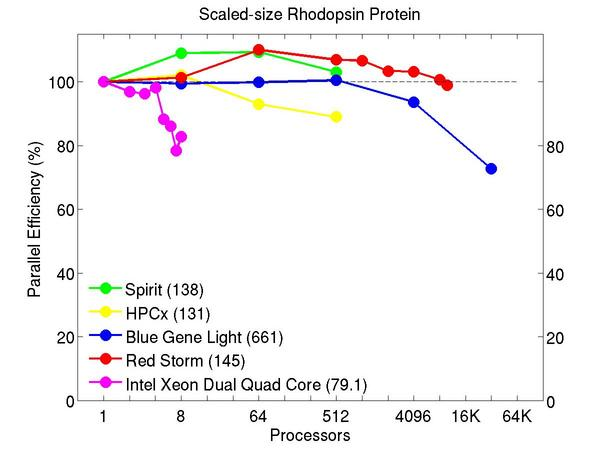 Scaled-size Rhodopsin Protein
Parallel Efficiency (%)
100
80
60
40
20
0
80
60
40
20
0
Spirit (138)
HPCx (131)
Blue Gene Light (661)
Red Storm (145)
Intel Xeon Dual Quad Core (79.1)
1 8 64 512 4096 16K 64K
Processors